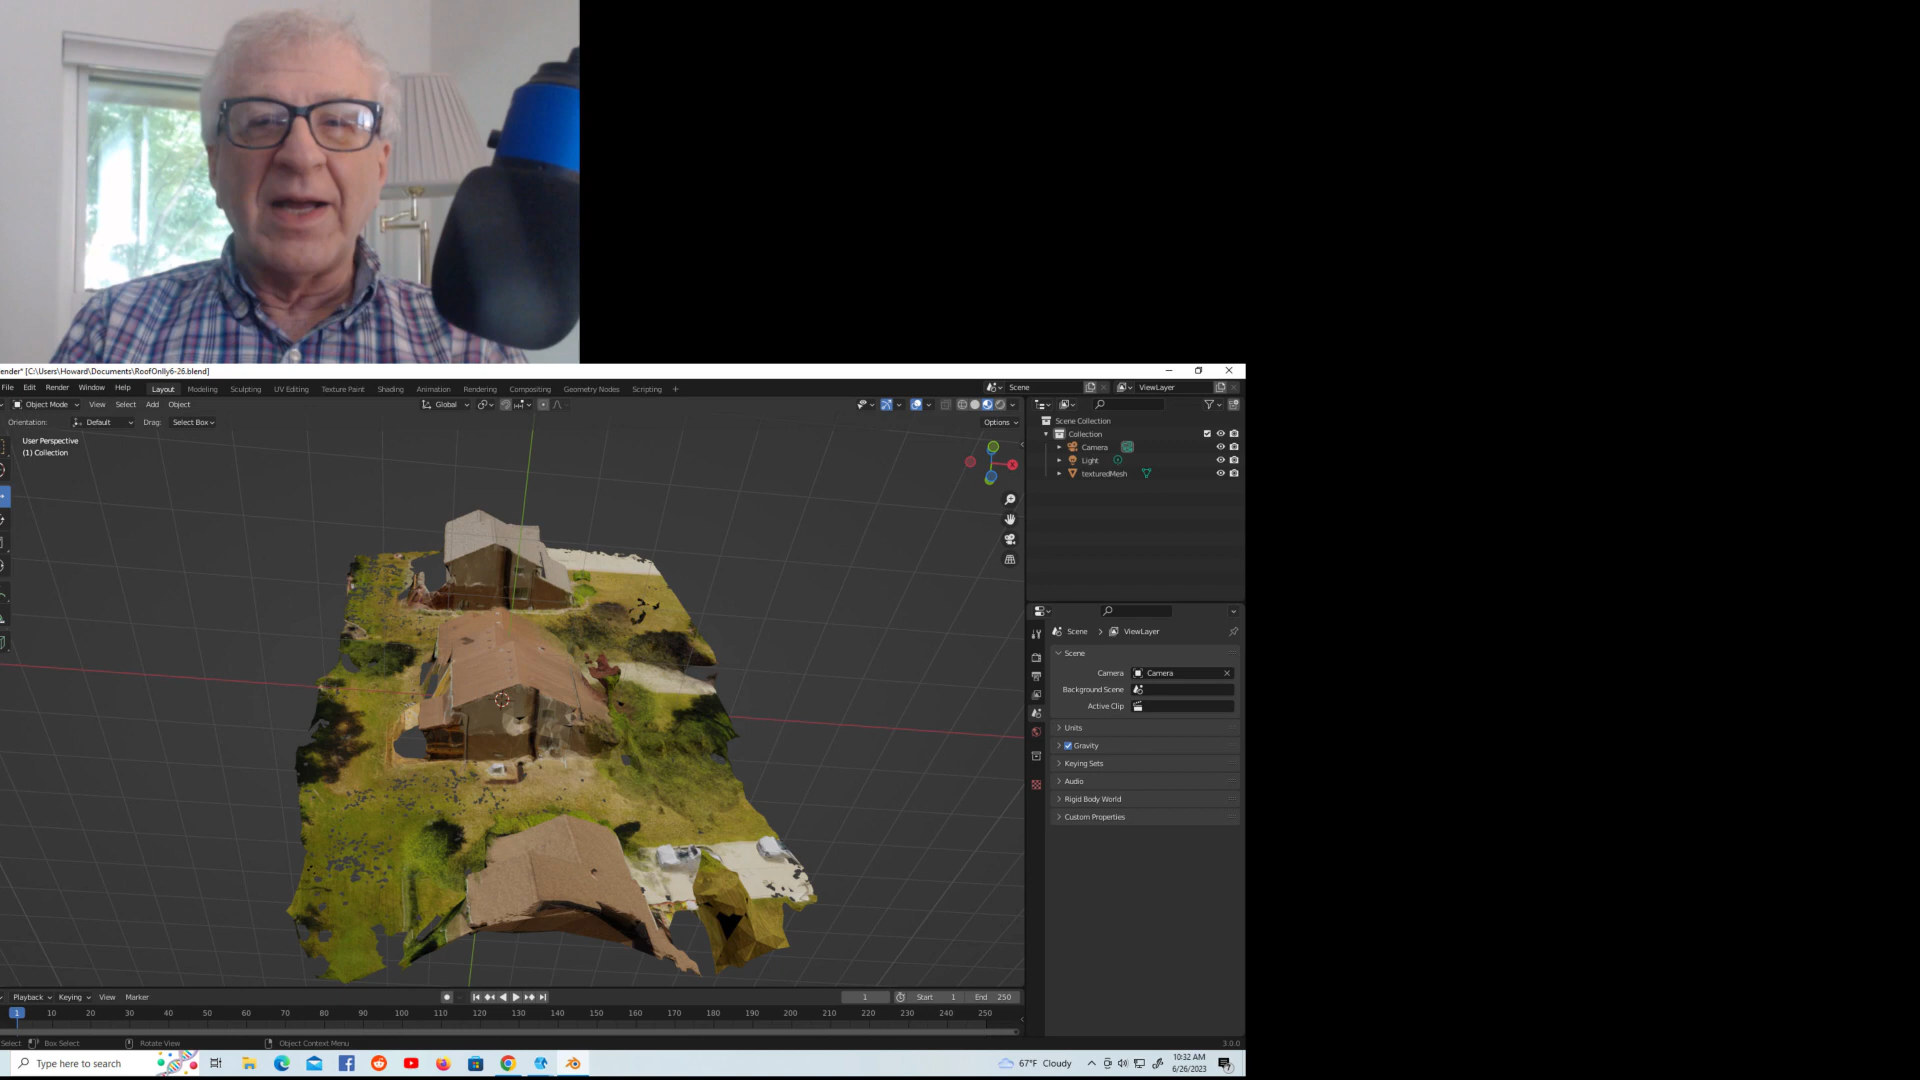 ender* [C:\Users\Howard\Documents\RoofOnlly6-26.blend]
File Edit Render Window Help Layout Modeling Sculpting UV Editing Texture Paint Shading Animation Rendering Compositing Geometry Nodes Scripting + Scene ViewLayer
Object Mode View Select Add Object Global
Orientation: Default Drag: Select Box Options
User Perspective
(1) Collection
X
Scene Collection
Collection
Camera
Light
texturedMesh
Scene > ViewLayer
Scene
Camera Camera
Background Scene
Active Clip
Units
Gravity
Keying Sets
Audio
Rigid Body World
Custom Properties
Playback Keying View Marker 1 Start 1 End 250
1 10 20 30 40 50 60 70 80 90 100 110 120 130 140 150 160 170 180 190 200 210 220 230 240 250
Select Box Select Rotate View Object Context Menu 3.0.0
Type here to search 67°F Cloudy 10:32 AM
6/26/2023